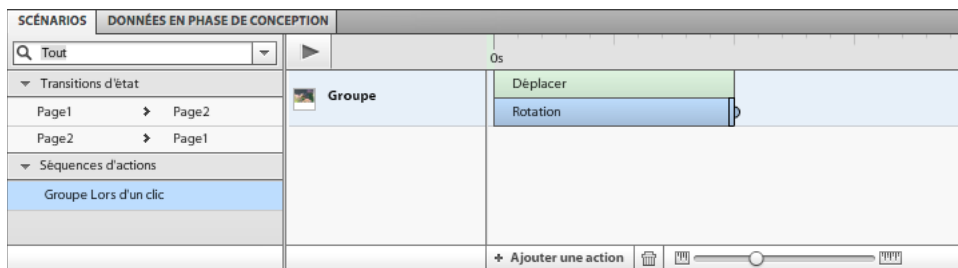 SCÉNARIOS DONNÉES EN PHASE DE CONCEPTION
Tout
0s
Transitions d'état
Page1 Page2
Page2 Page1
Séquences d'actions
Groupe Lors d'un clic
Groupe
Déplacer
Rotation
+ Ajouter une action